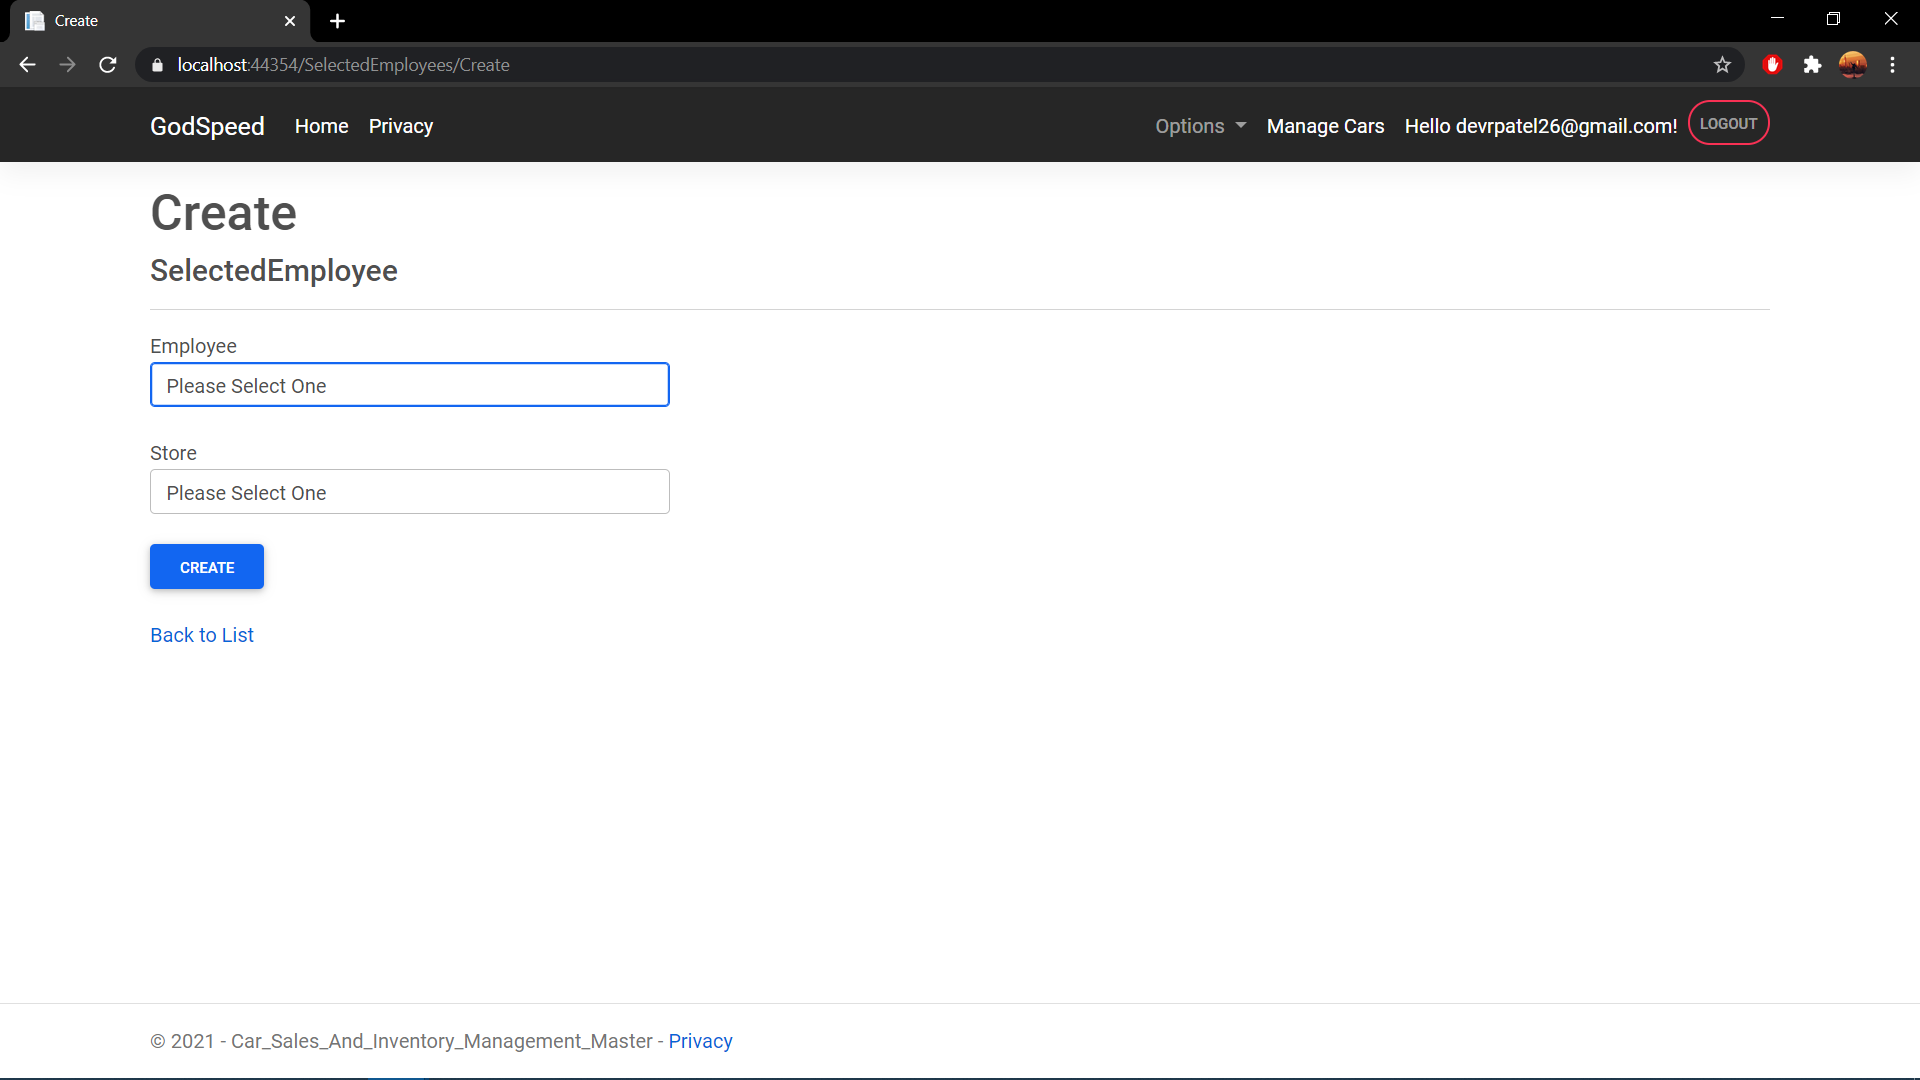 Create
localhost:44354/SelectedEmployees/Create
GodSpeed Home Privacy Options Manage Cars Hello devrpatel26@gmail.com! LOGOUT
Create
SelectedEmployee
Employee
Please Select One
Store
Please Select One
CREATE
Back to List
© 2021 - Car_Sales_And_Inventory_Management_Master - Privacy